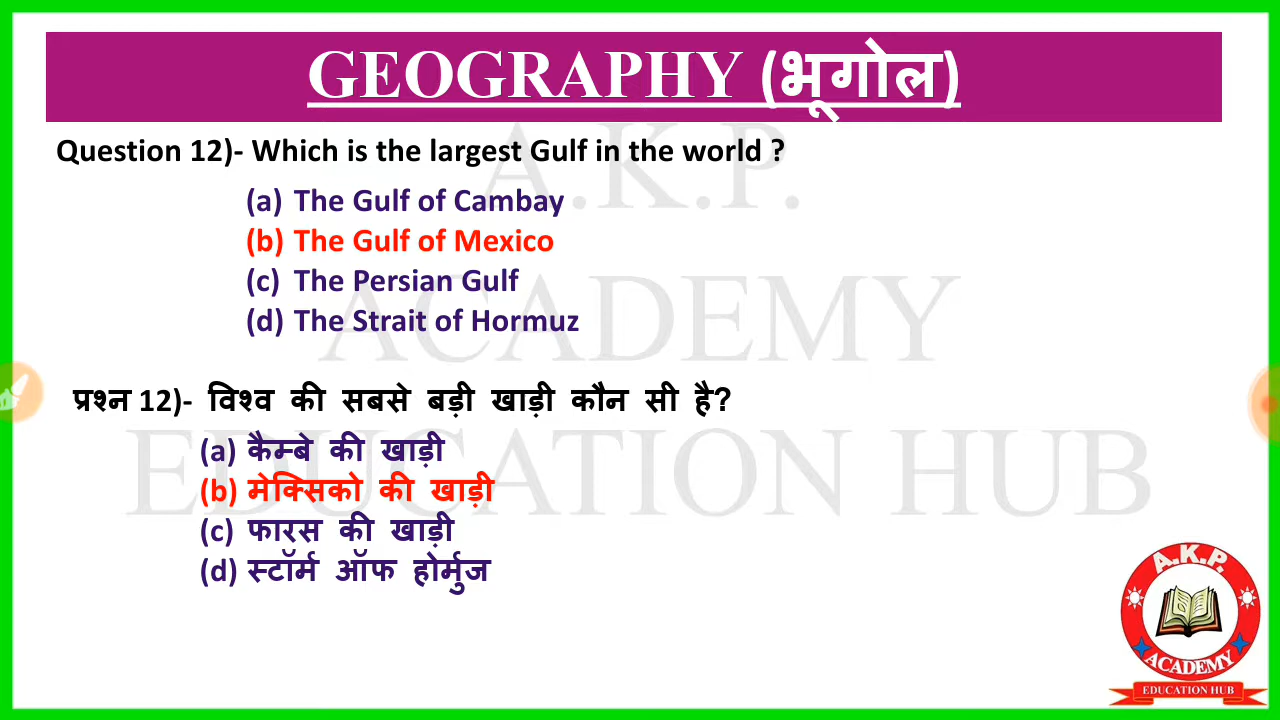 GEOGRAPHY (भूगोल)
Question 12)- Which is the largest Gulf in the world ?
(a) The Gulf of Cambay
(b) The Gulf of Mexico
(c) The Persian Gulf
(d) The Strait of Hormuz
प्रश्न 12)- विश्व की सबसे बड़ी खाड़ी कौन सी है?
(a) कैम्बे की खाड़ी
(b) मेक्सिको की खाड़ी
(c) फारस की खाड़ी
(d) स्टॉर्म ऑफ होर्मुज
A.K.P.
ACADEMY
EDUCATION HUB
A.K.P.
ACADEMY
EDUCATION HUB